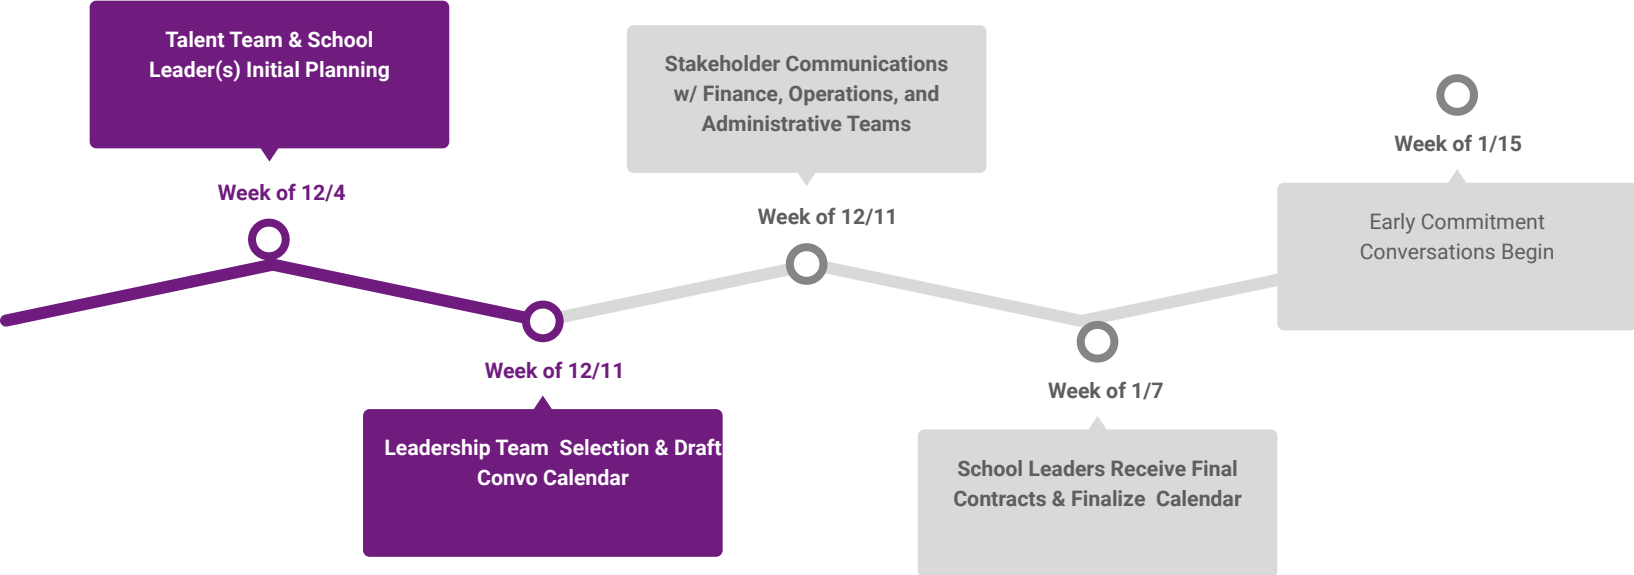 Talent Team & School
Leader(s) Initial Planning
Week of 12/4
Week of 12/11
Leadership Team  Selection & Draft
Convo Calendar
Stakeholder Communications
w/ Finance, Operations, and
Administrative Teams
Week of 12/11
Week of 1/7
School Leaders Receive Final
Contracts & Finalize  Calendar
Week of 1/15
Early Commitment
Conversations Begin